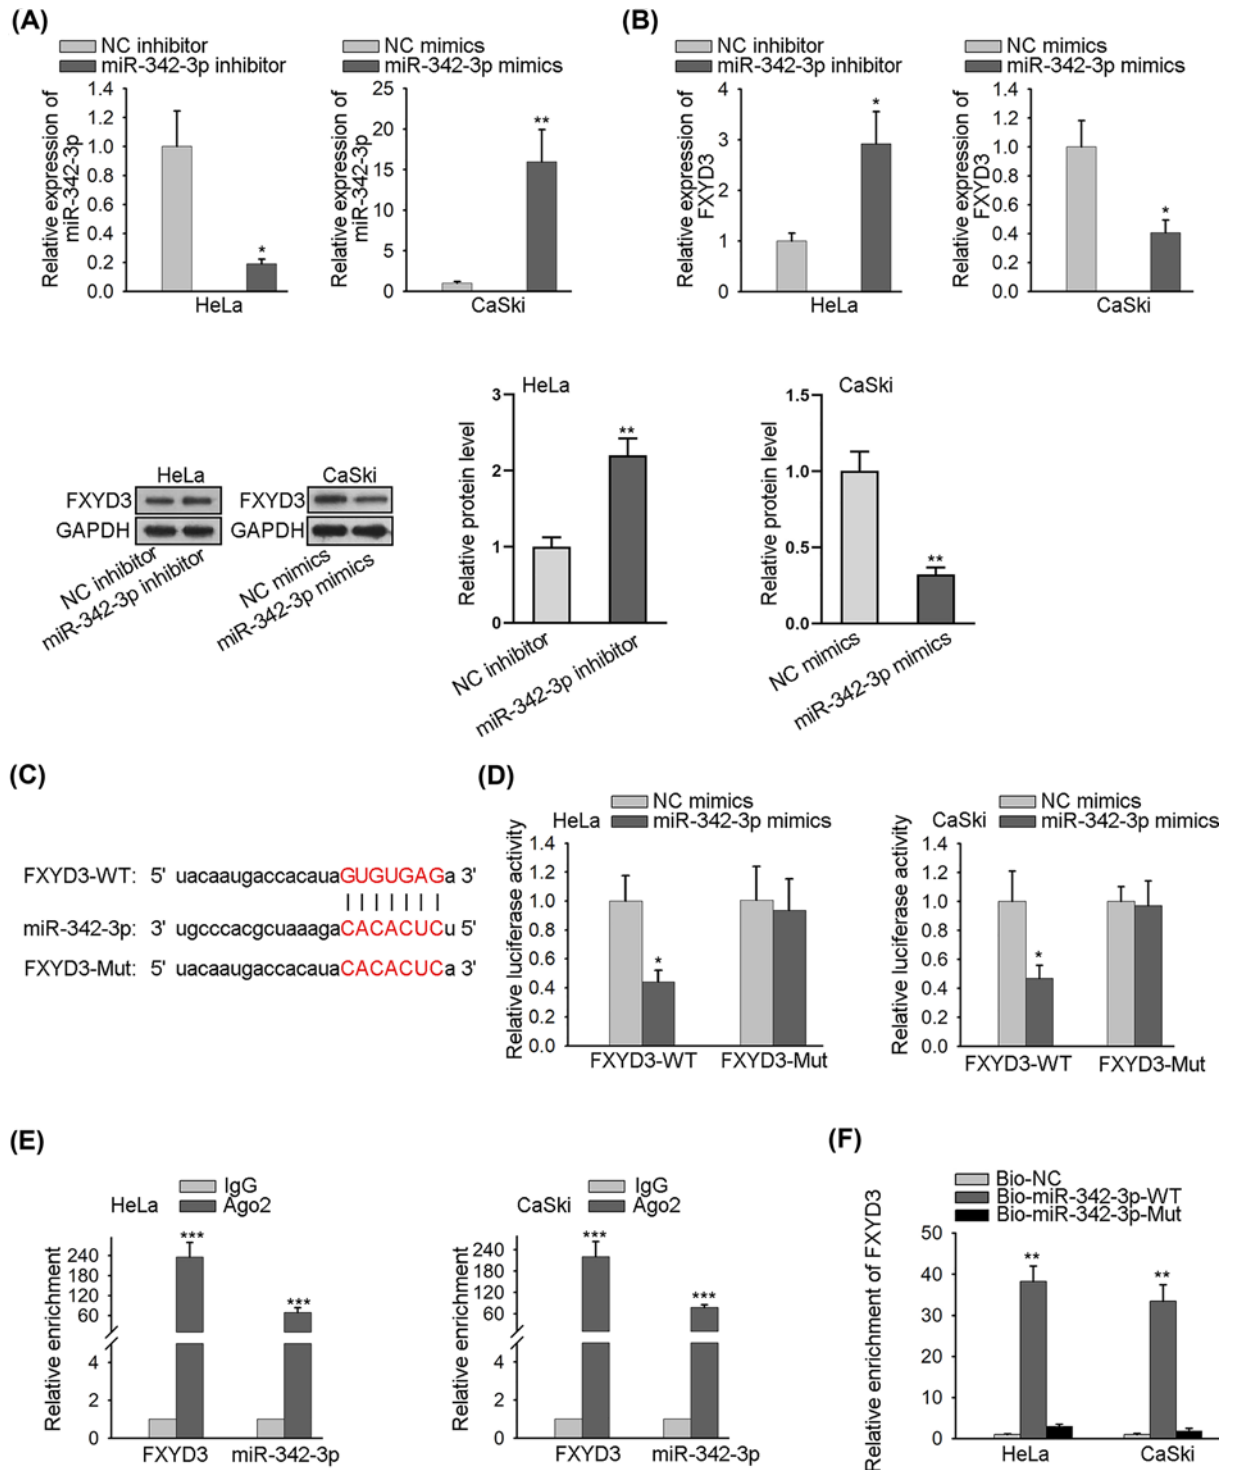 (A)
NC inhibitor
miR-342-3p inhibitor
Relative expression of
miR-342-3p
1.4
1.2
1.0
0.8
0.6
0.4
0.2
0.0
*
HeLa
NC mimics
miR-342-3p mimics
Relative expression of
miR-342-3p
25
20
15
10
5
0
**
CaSki
(B)
NC inhibitor
miR-342-3p inhibitor
Relative expression of
FXYD3
4
3
2
1
0
*
HeLa
NC mimics
miR-342-3p mimics
Relative expression of
FXYD3
1.4
1.2
1.0
0.8
0.6
0.4
0.2
0.0
*
CaSki
HeLa
FXYD3
GAPDH
NC inhibitor
miR-342-3p inhibitor
CaSki
FXYD3
GAPDH
NC mimics
miR-342-3p mimics
HeLa
Relative protein level
3
2
1
0
**
NC inhibitor
miR-342-3p inhibitor
CaSki
Relative protein level
1.5
1.0
0.5
0.0
**
NC mimics
miR-342-3p mimics
(C)
FXYD3-WT: 5' uacaaugaccacauaGUGUGAGa 3'
miR-342-3p: 3' ugcccacgcuaaagaCACACUCu 5'
FXYD3-Mut: 5' uacaaugaccacauaCACACUCa 3'
(D)
NC mimics
HeLa miR-342-3p mimics
Relative luciferase activity
1.4
1.2
1.0
0.8
0.6
0.4
0.2
0.0
*
FXYD3-WT FXYD3-Mut
NC mimics
CaSki miR-342-3p mimics
Relative luciferase activity
1.4
1.2
1.0
0.8
0.6
0.4
0.2
0.0
*
FXYD3-WT FXYD3-Mut
(E)
IgG
HeLa Ago2
Relative enrichment
240
180
120
60
4
2
0
***
***
FXYD3 miR-342-3p
IgG
CaSki Ago2
Relative enrichment
240
180
120
60
4
2
0
***
***
FXYD3 miR-342-3p
(F)
Bio-NC
Bio-miR-342-3p-WT
Bio-miR-342-3p-Mut
Relative enrichment of FXYD3
50
40
30
20
10
0
**
**
HeLa CaSki